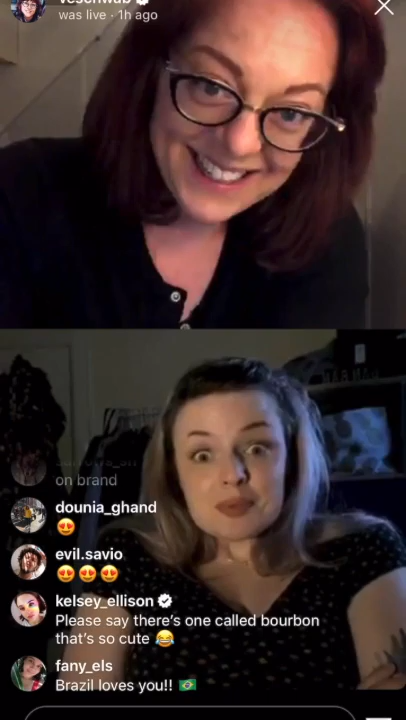 was live · 1h ago
on brand
dounia_ghand
😍
evil.savio
😍😍😍
kelsey_ellison
Please say there's one called bourbon
that's so cute 😂
fany_els
Brazil loves you!! 🇧🇷